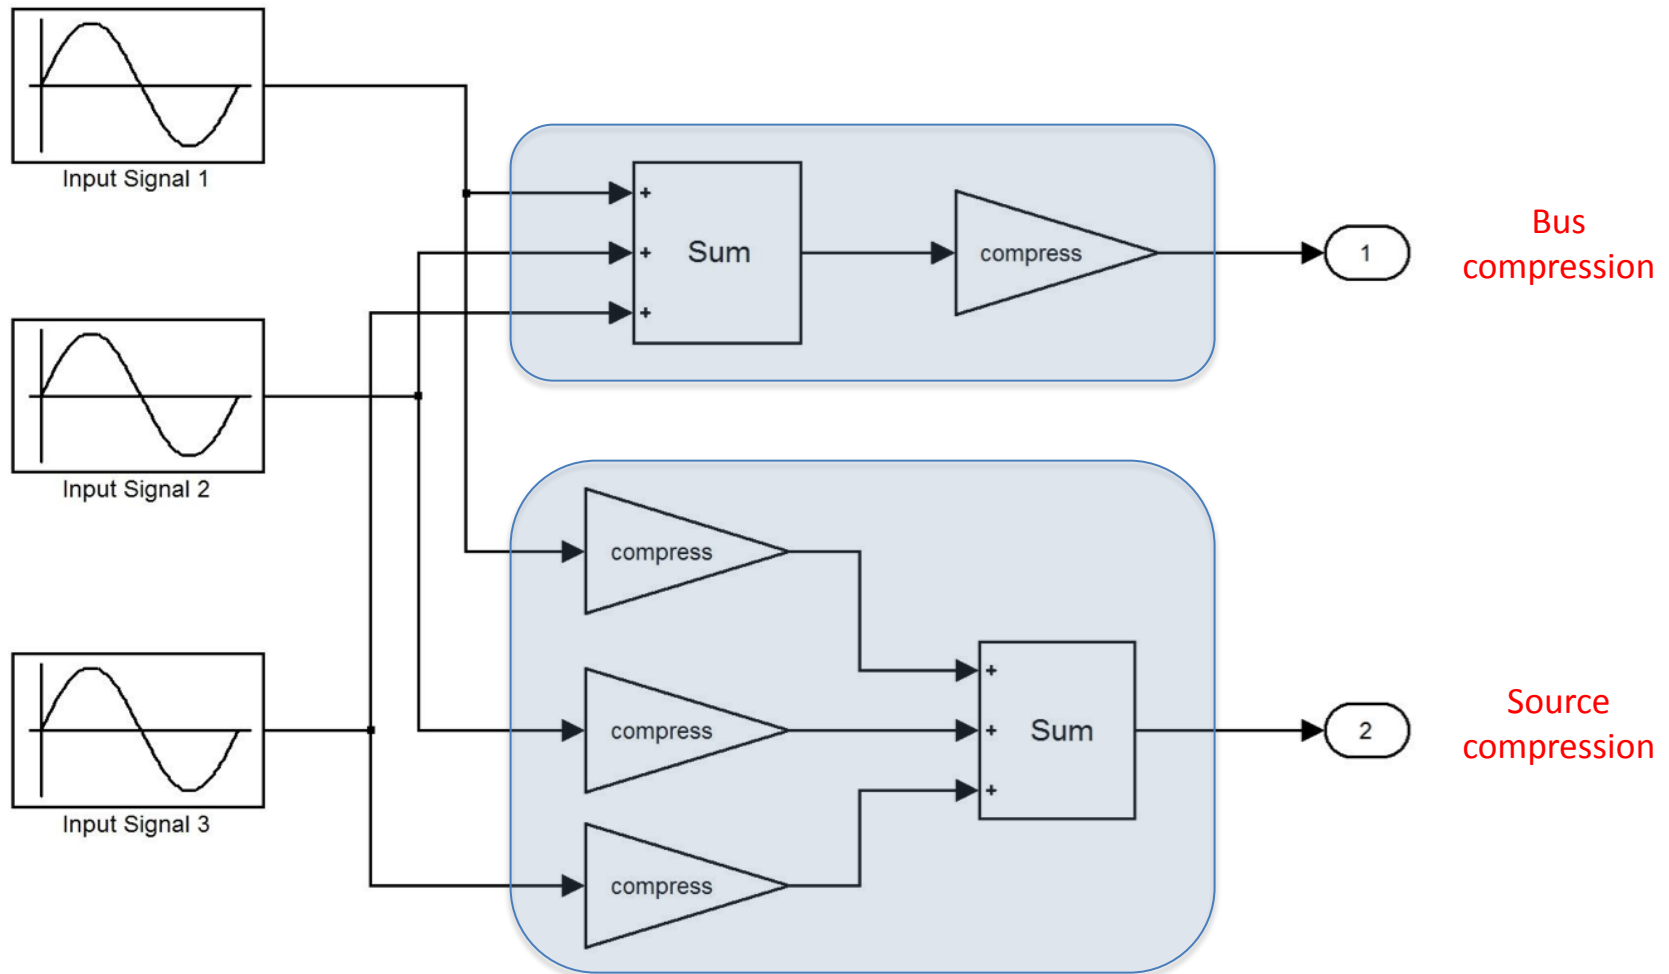 Input Signal 1
+
+
Sum
+
compress
1
Bus
compression
Input Signal 2
compress
Input Signal 3
compress
compress
+
+
Sum
+
2
Source
compression